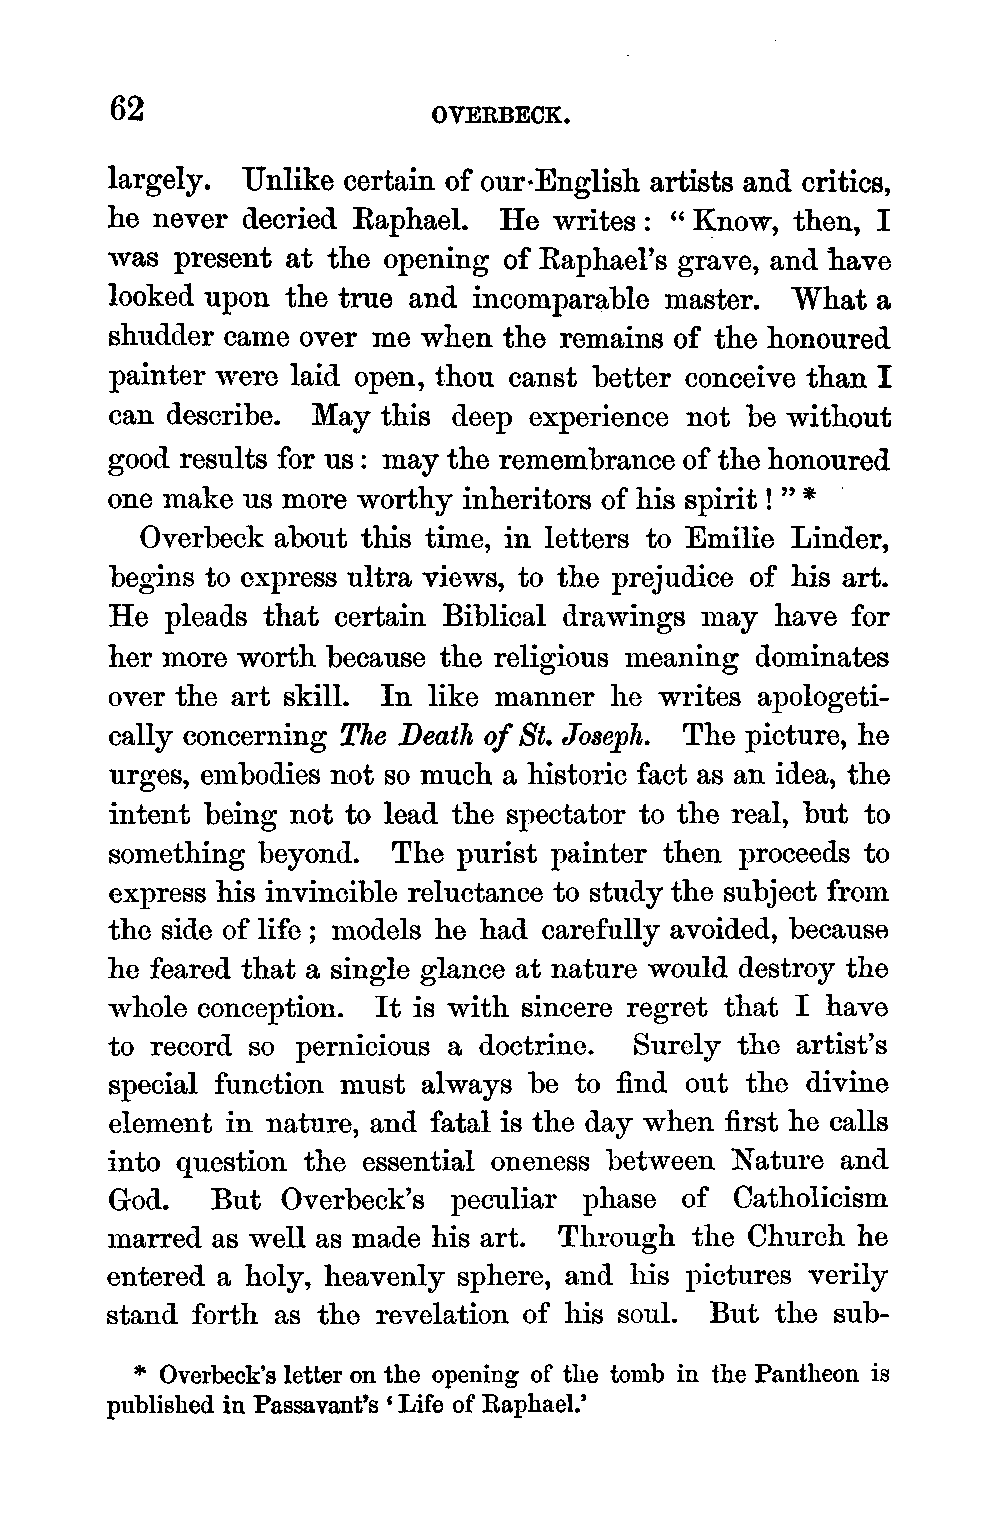 62 OVERBECK.
largely. Unlike certain of our English artists and critics,
he never decried Raphael. He writes : “ Know, then, I
was present at the opening of Raphael’s grave, and have
looked upon the true and incomparable master. What a
shudder came over me when the remains of the honoured
painter were laid open, thou canst better conceive than I
can describe. May this deep experience not be without
good results for us : may the remembrance of the honoured
one make us more worthy inheritors of his spirit ! ” *
Overbeck about this time, in letters to Emilie Linder,
begins to express ultra views, to the prejudice of his art.
He pleads that certain Biblical drawings may have for
her more worth because the religious meaning dominates
over the art skill. In like manner he writes apologeti-
cally concerning The Death of St. Joseph. The picture, he
urges, embodies not so much a historic fact as an idea, the
intent being not to lead the spectator to the real, but to
something beyond. The purist painter then proceeds to
express his invincible reluctance to study the subject from
the side of life ; models he had carefully avoided, because
he feared that a single glance at nature would destroy the
whole conception. It is with sincere regret that I have
to record so pernicious a doctrine. Surely the artist’s
special function must always be to find out the divine
element in nature, and fatal is the day when first he calls
into question the essential oneness between Nature and
God. But Overbeck’s peculiar phase of Catholicism
marred as well as made his art. Through the Church he
entered a holy, heavenly sphere, and his pictures verily
stand forth as the revelation of his soul. But the sub-
* Overbeck’s letter on the opening of the tomb in the Pantheon is
published in Passavant’s ‘ Life of Raphael.’